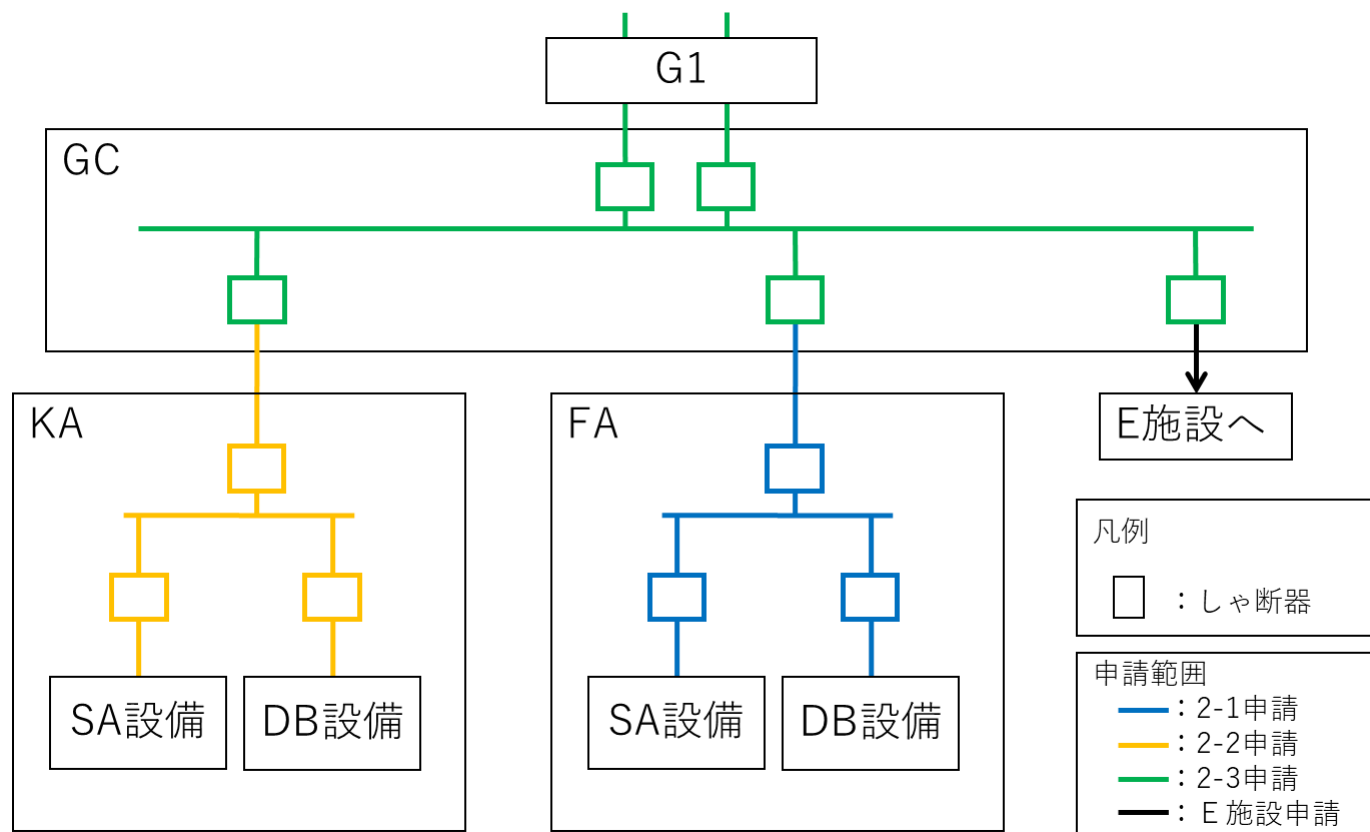 G1
GC
KA
FA
E施設へ
SA設備
DB設備
SA設備
DB設備
凡例
：しゃ断器
申請範囲
：2-1申請
：2-2申請
：2-3申請
：Ｅ施設申請